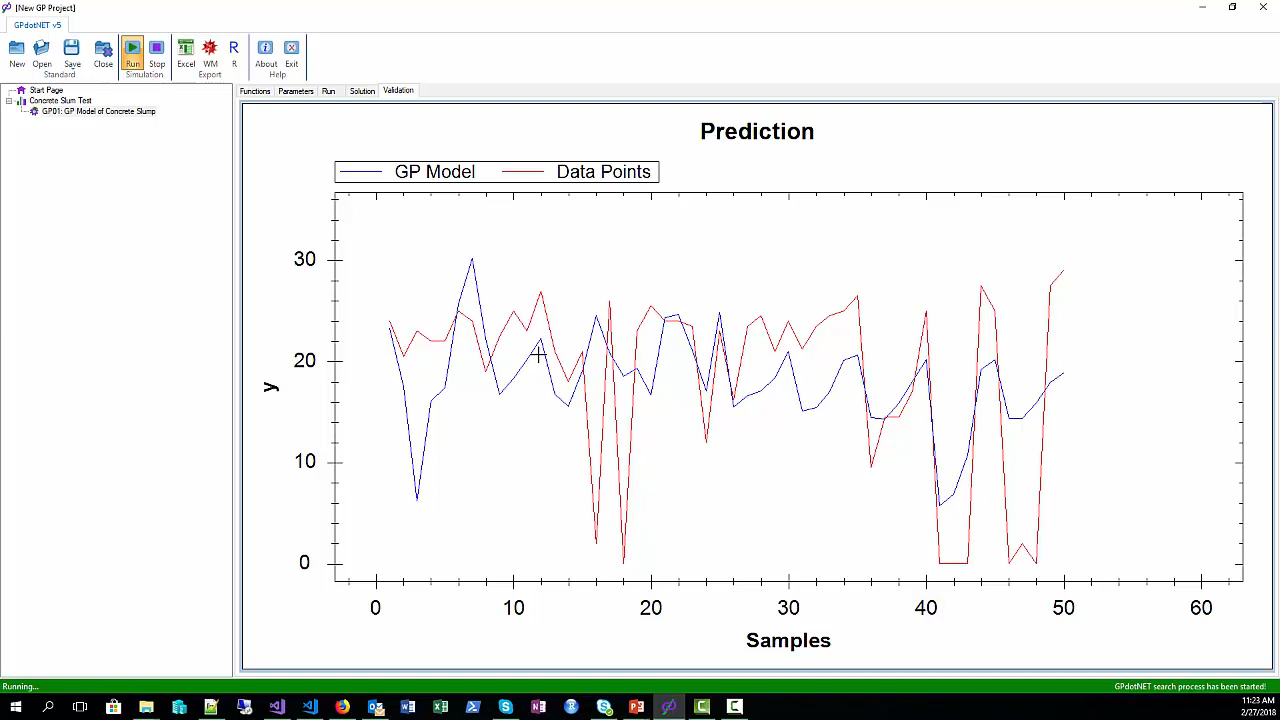 [New GP Project]
GPdotNET v5
New Open Save Close Run Stop Excel WM R About Exit
Standard Simulation Export Help
Start Page
Concrete Slum Test
GP01: GP Model of Concrete Slump
Functions Parameters Run Solution Validation
Prediction
GP Model Data Points
30
20
10
0
y
0 10 20 30 40 50 60
Samples
Running...
GPdotNET search process has been started!
11:23 AM
2/27/2018